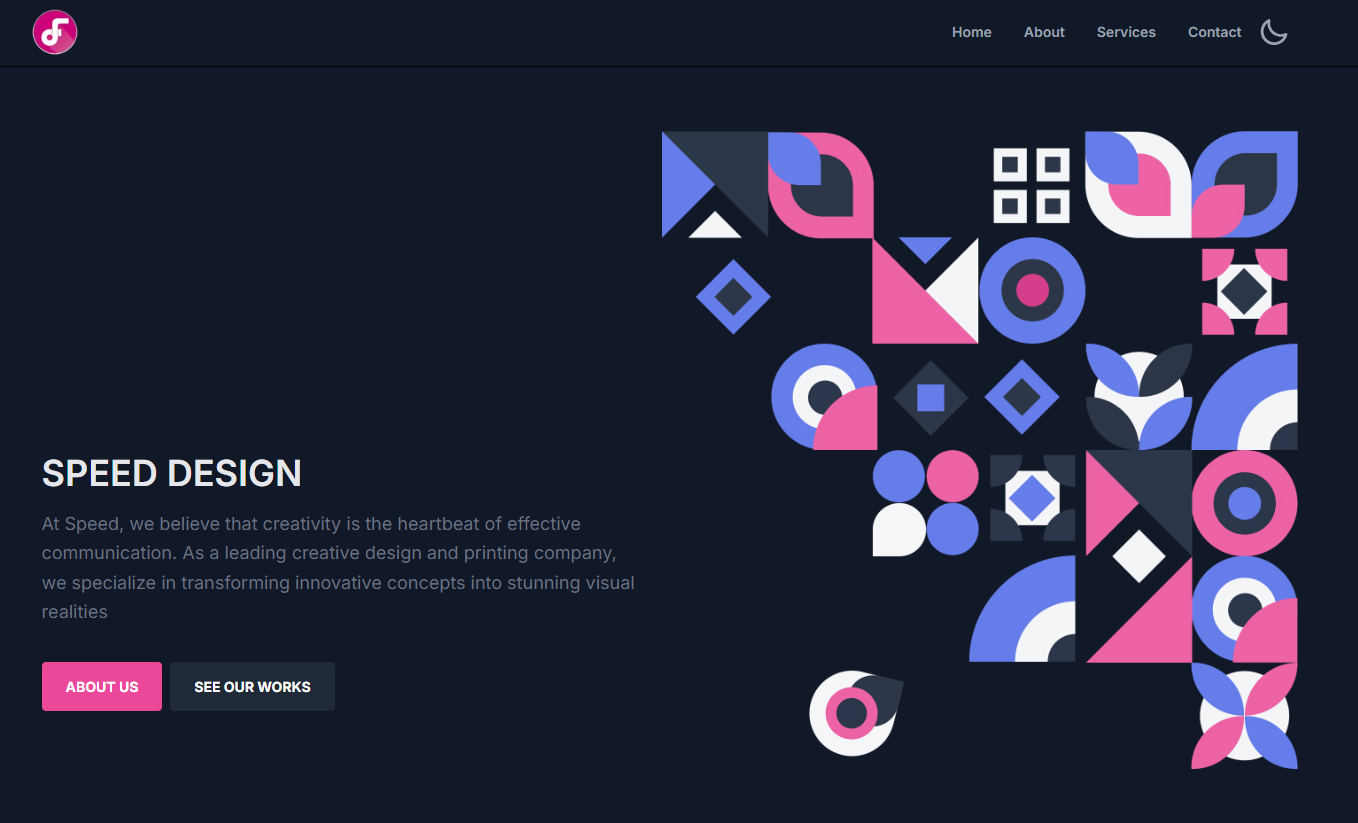 Home
About
Services
Contact
SPEED DESIGN
At Speed, we believe that creativity is the heartbeat of effective
communication. As a leading creative design and printing company,
we specialize in transforming innovative concepts into stunning visual
realities
ABOUT US
SEE OUR WORKS